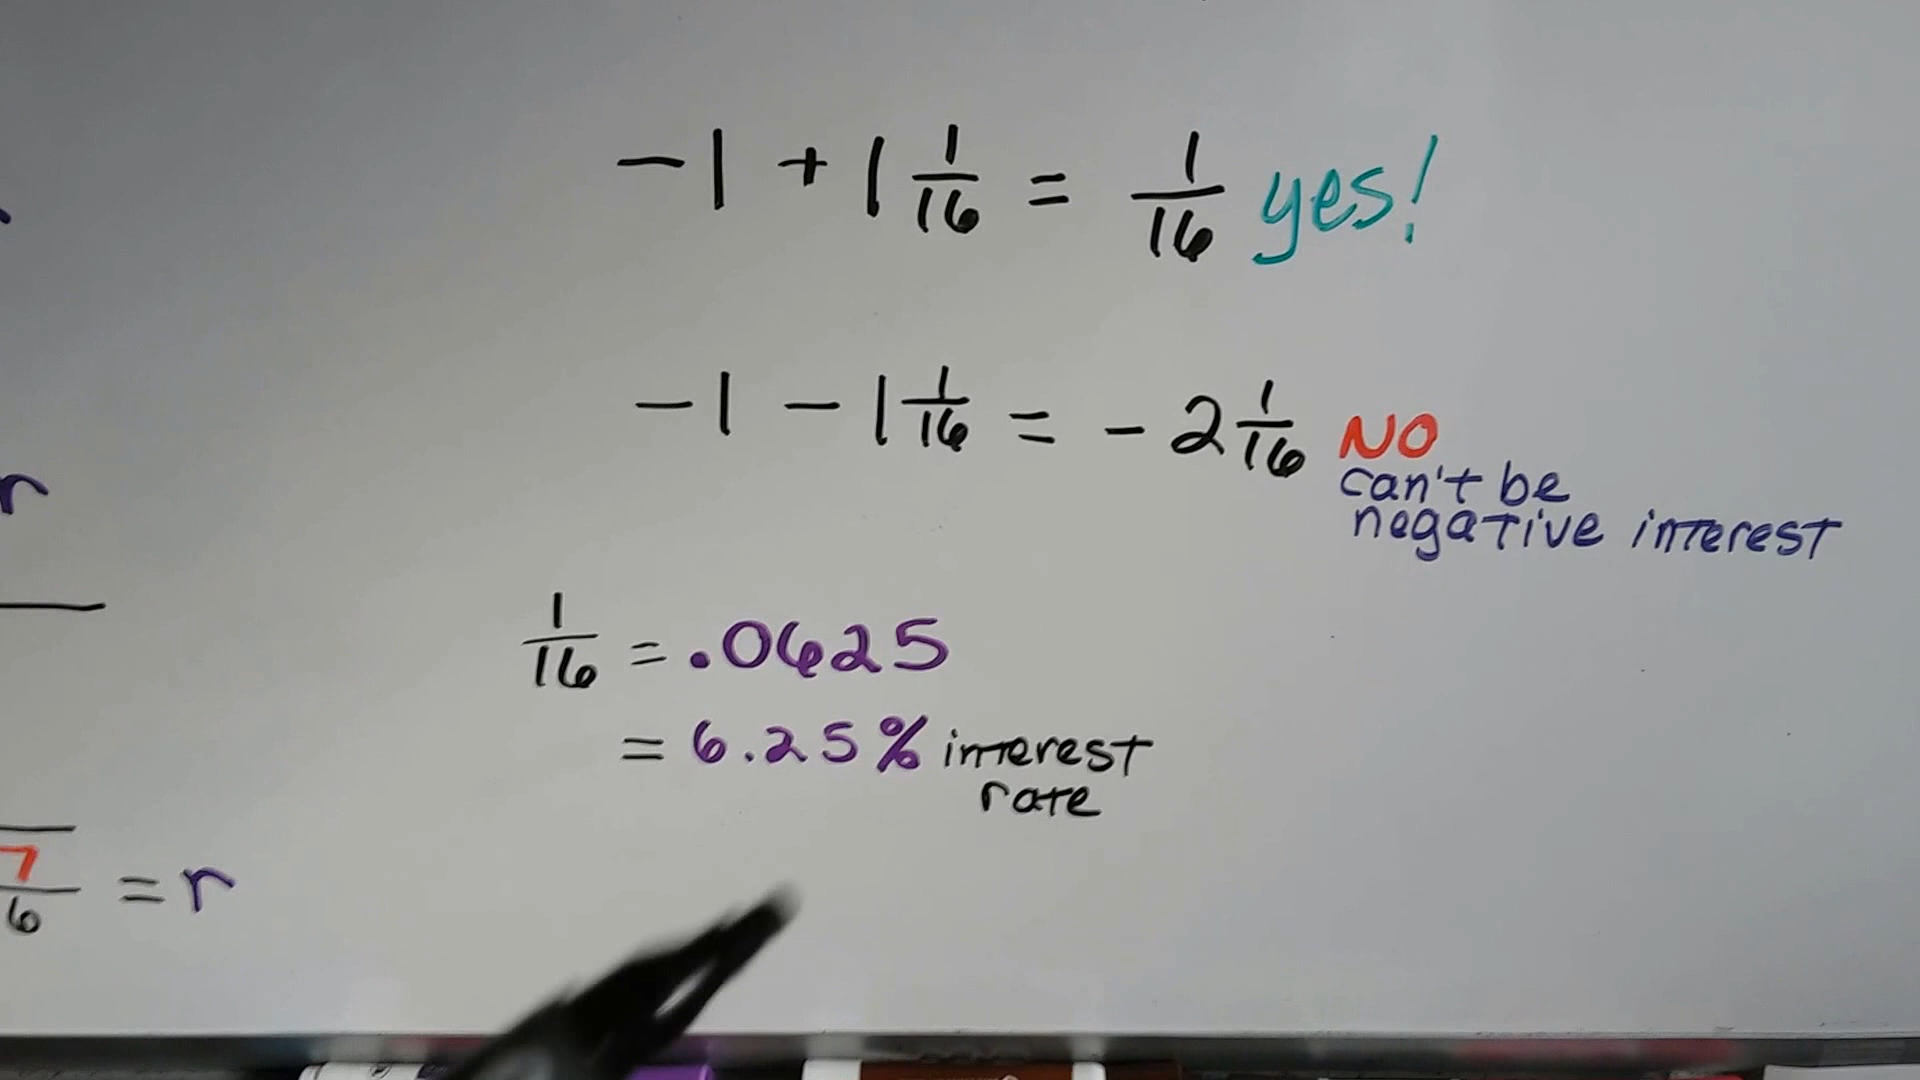 -1 + 1 1/16 = 1/16 yes!
-1 - 1 1/16 = -2 1/16 NO
can't be
negative interest
r
1/16 = .0625
= 6.25% interest
rate
7/6 = r